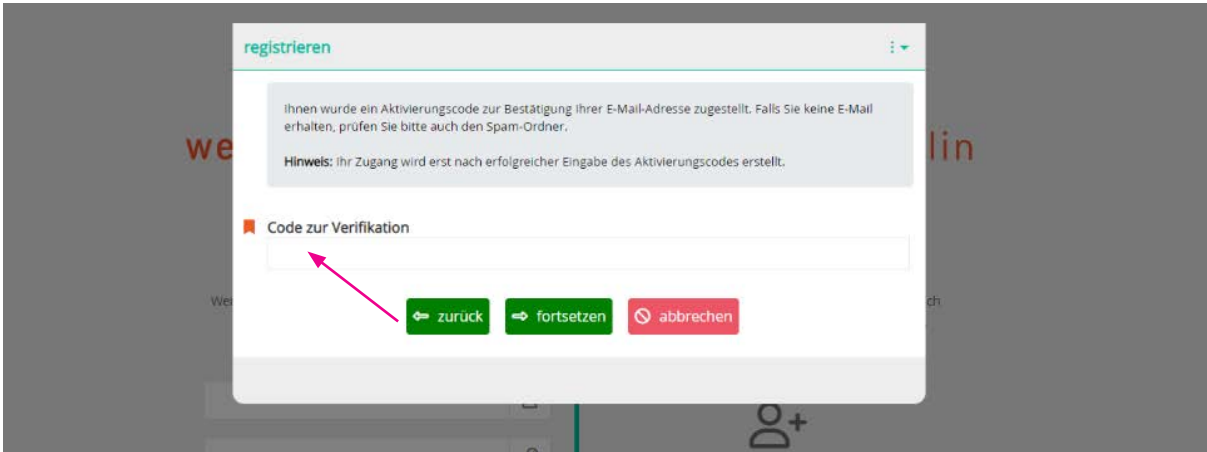 registrieren
Ihnen wurde ein Aktivierungscode zur Bestätigung Ihrer E-Mail-Adresse zugestellt. Falls Sie keine E-Mail
erhalten, prüfen Sie bitte auch den Spam-Ordner.
Hinweis: Ihr Zugang wird erst nach erfolgreicher Eingabe des Aktivierungscodes erstellt.
we
lin
Code zur Verifikation
zurück
fortsetzen
abbrechen